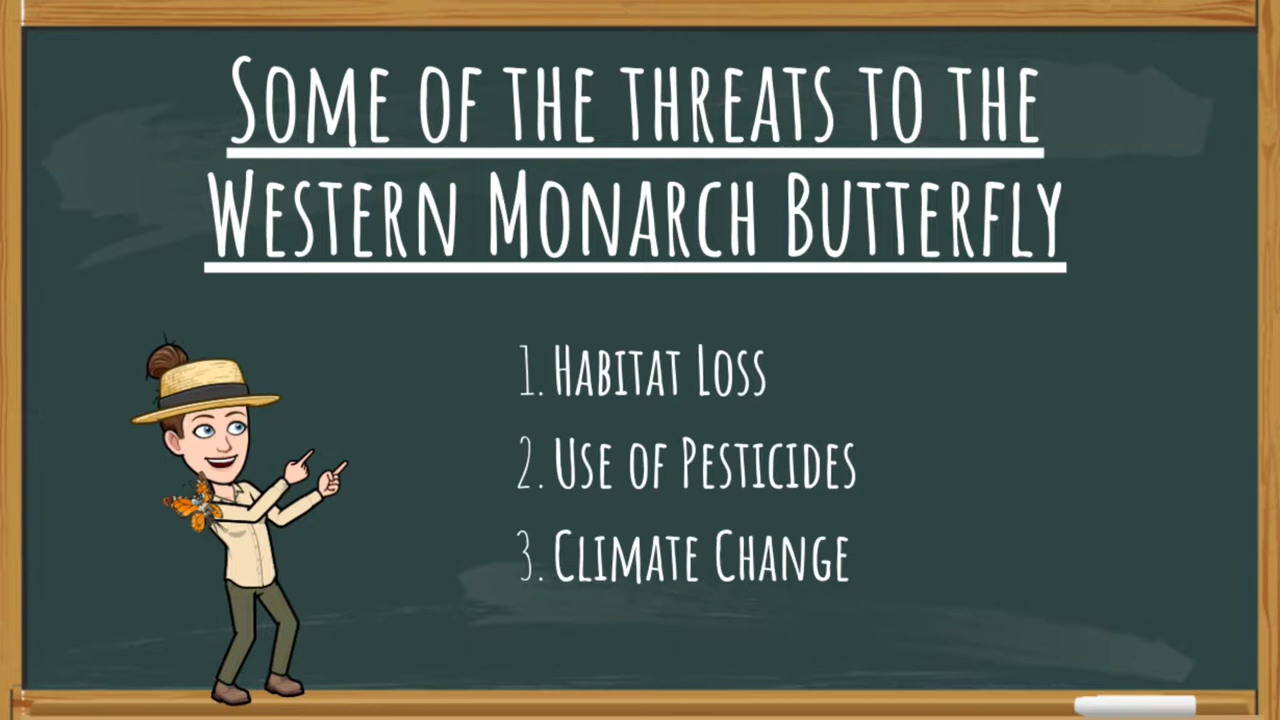 Some of the threats to the
Western Monarch Butterfly
1. Habitat Loss
2. Use of Pesticides
3. Climate Change